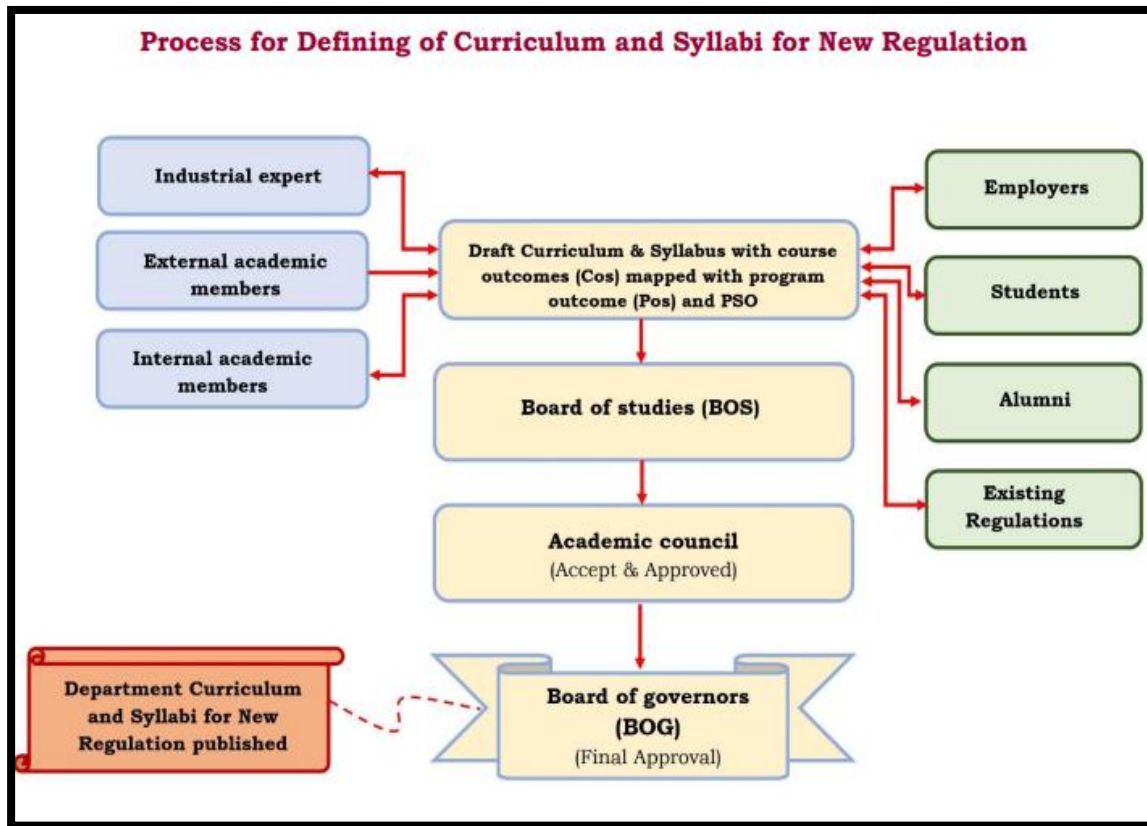 Process for Defining of Curriculum and Syllabi for New Regulation
Industrial expert
External academic
members
Internal academic
members
Draft Curriculum & Syllabus with course
outcomes (Cos) mapped with program
outcome (Pos) and PSO
Board of studies (BOS)
Academic council
(Accept & Approved)
Board of governors
(BOG)
(Final Approval)
Employers
Students
Alumni
Existing
Regulations
Department Curriculum
and Syllabi for New
Regulation published